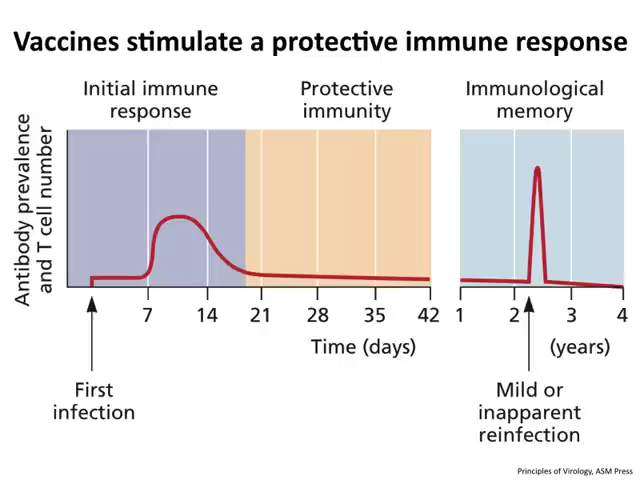 Vaccines stimulate a protective immune response
Initial immune
response
Protective
immunity
Immunological
memory
Antibody prevalence
and T cell number
7 14 21 28 35 42
1 2 3 4
Time (days)
(years)
First
infection
Mild or
inapparent
reinfection
Principles of Virology, ASM Press